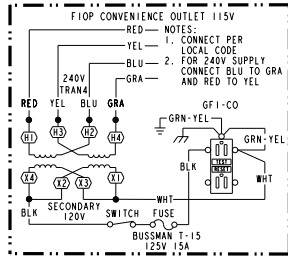 FIOP CONVENIENCE OUTLET 115V
RED
NOTES:
1. CONNECT PER
LOCAL CODE
2. FOR 240V SUPPLY
CONNECT BLU TO GRA
AND RED TO YEL
YEL
BLU
GRA
240V
TRAN4
RED YEL BLU GRA
H1 H3 H2 H4
GFI-CO
GRN-YEL
GRN-YEL
TEST
RESET
BLK
WHT
X4 X2 X3 X1
WHT
BLK
SECONDARY
120V
SWITCH FUSE
BUSSMAN T-15
125V 15A